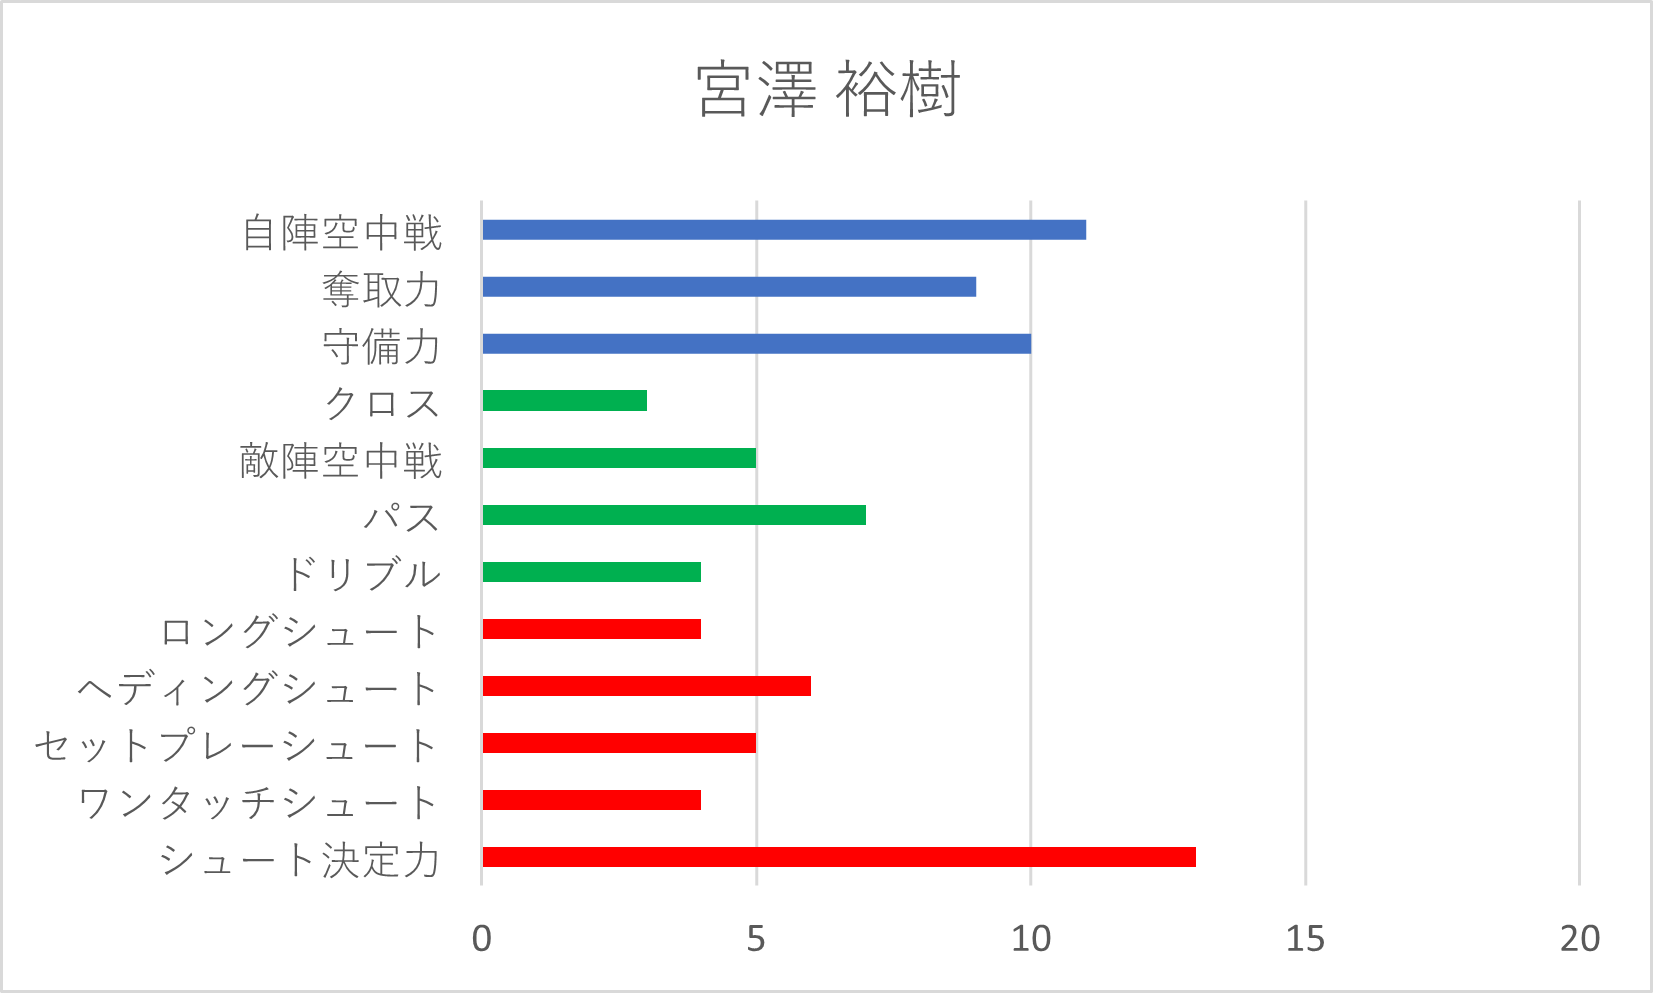 宮澤 裕樹
自陣空中戦
奪取力
守備力
クロス
敵陣空中戦
パス
ドリブル
ロングシュート
ヘディングシュート
セットプレーシュート
ワンタッチシュート
シュート決定力
0 5 10 15 20